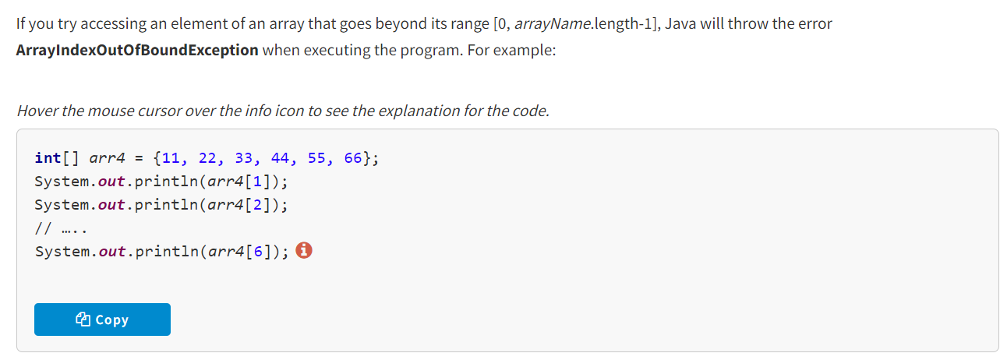 If you try accessing an element of an array that goes beyond its range [0, arrayName.length-1], Java will throw the error
ArrayIndexOutOfBoundException when executing the program. For example:
Hover the mouse cursor over the info icon to see the explanation for the code.
int[] arr4 = {11, 22, 33, 44, 55, 66};
System.out.println(arr4[1]);
System.out.println(arr4[2]);
// …..
System.out.println(arr4[6]);
Copy